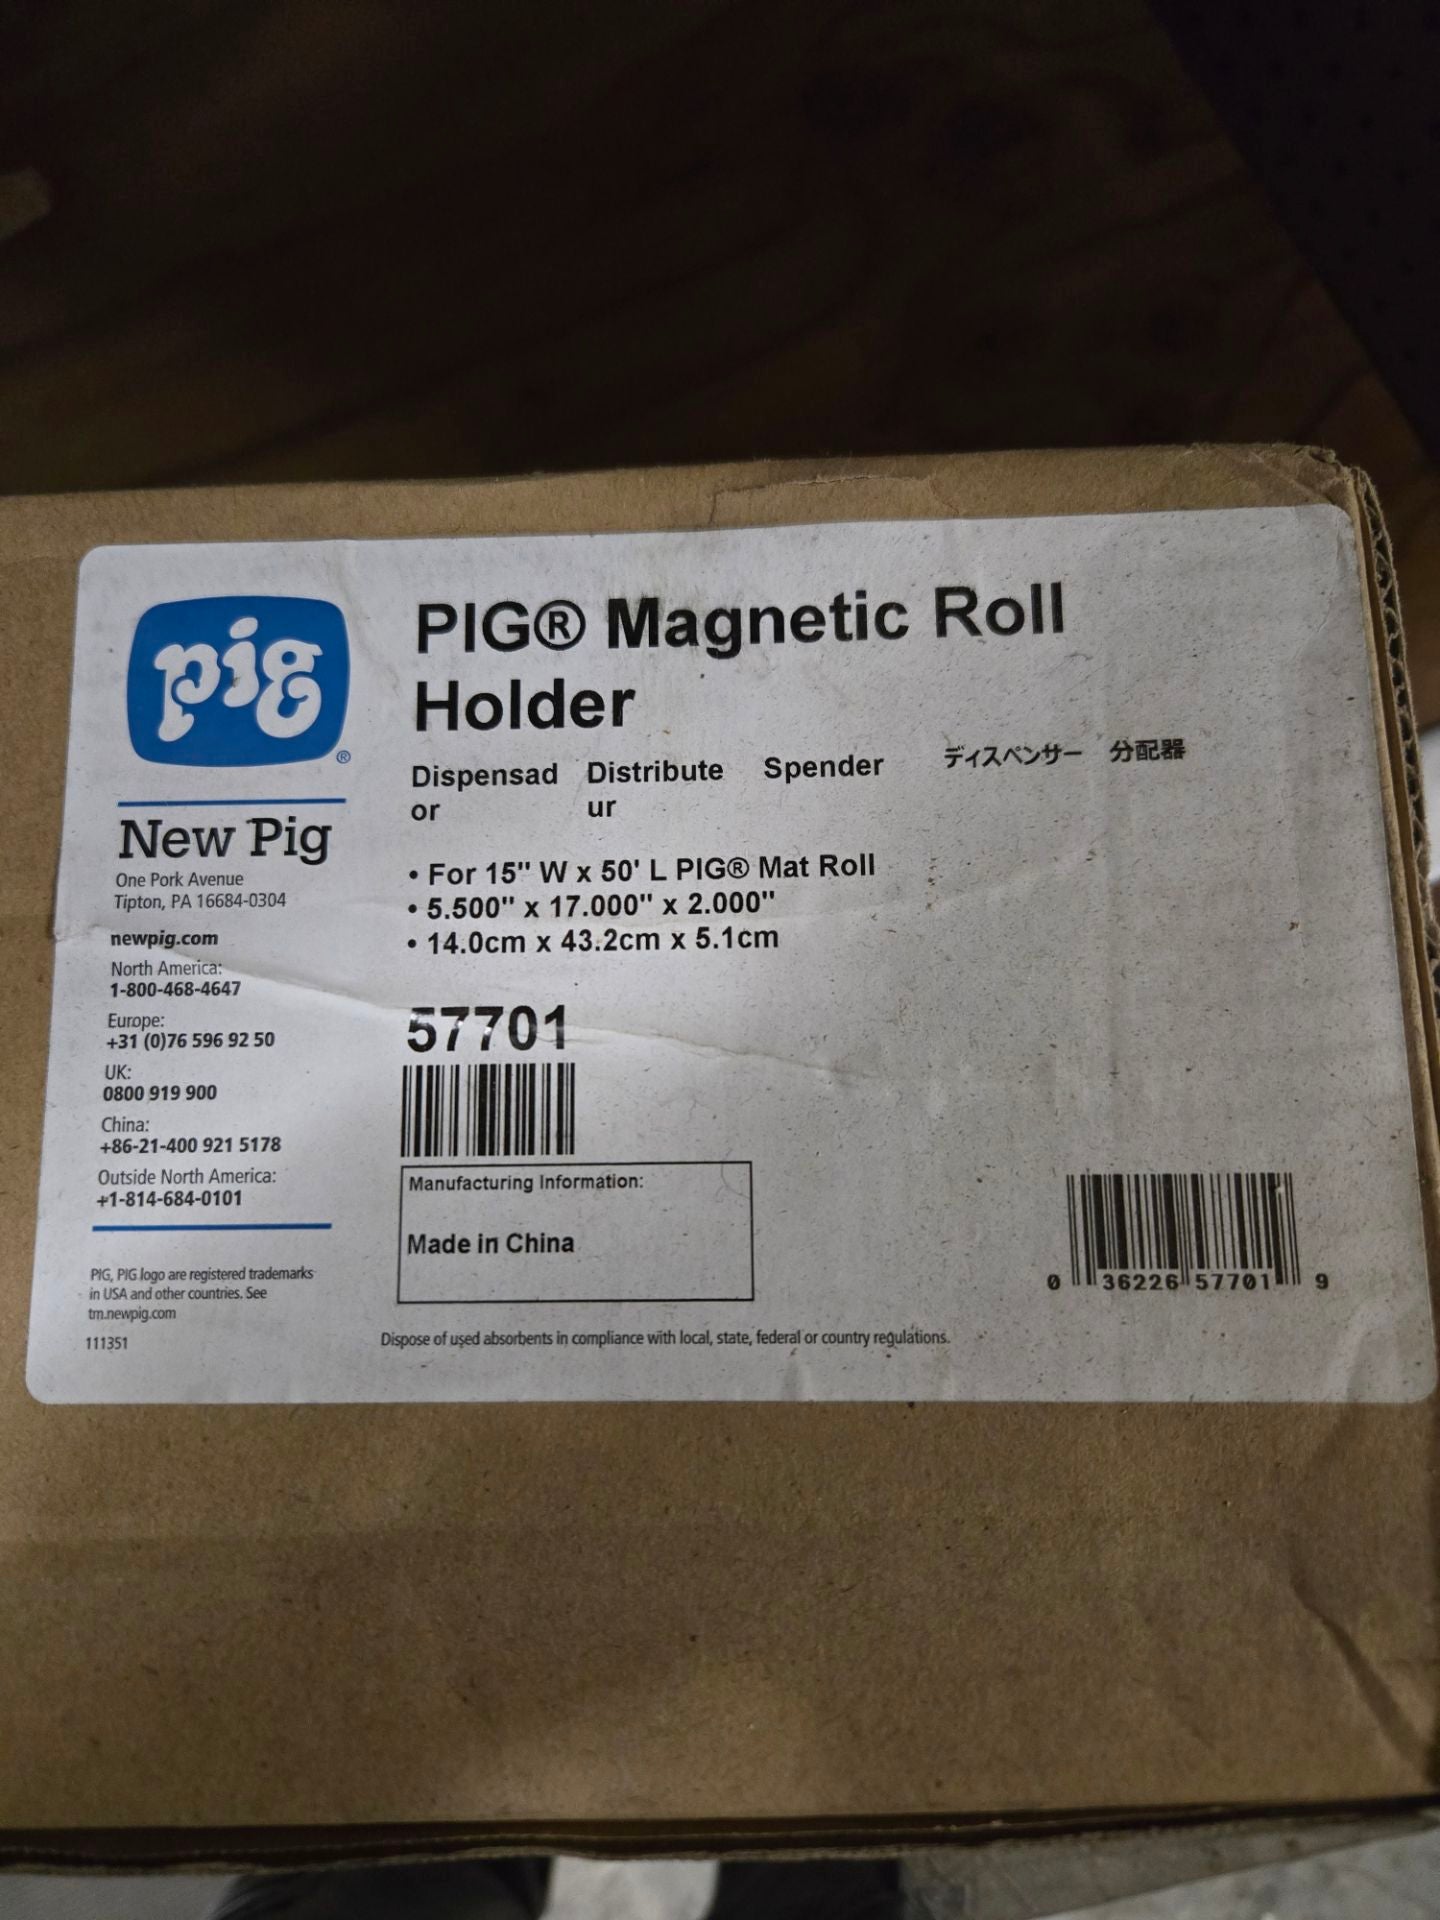 pig®
New Pig
One Pork Avenue
Tipton, PA 16684-0304
newpig.com
North America:
1-800-468-4647
Europe:
+31 (0)76 596 92 50
UK:
0800 919 900
China:
+86-21-400 921 5178
Outside North America:
+1-814-684-0101
PIG, PIG logo are registered trademarks
in USA and other countries. See
tm.newpig.com
111351
PIG® Magnetic Roll
Holder
Dispensad Distribute Spender ディスペンサー 分配器
or ur
• For 15" W x 50' L PIG® Mat Roll
• 5.500" x 17.000" x 2.000"
• 14.0cm x 43.2cm x 5.1cm
57701
Manufacturing Information:
Made in China
0 36226 57701 9
Dispose of used absorbents in compliance with local, state, federal or country regulations.